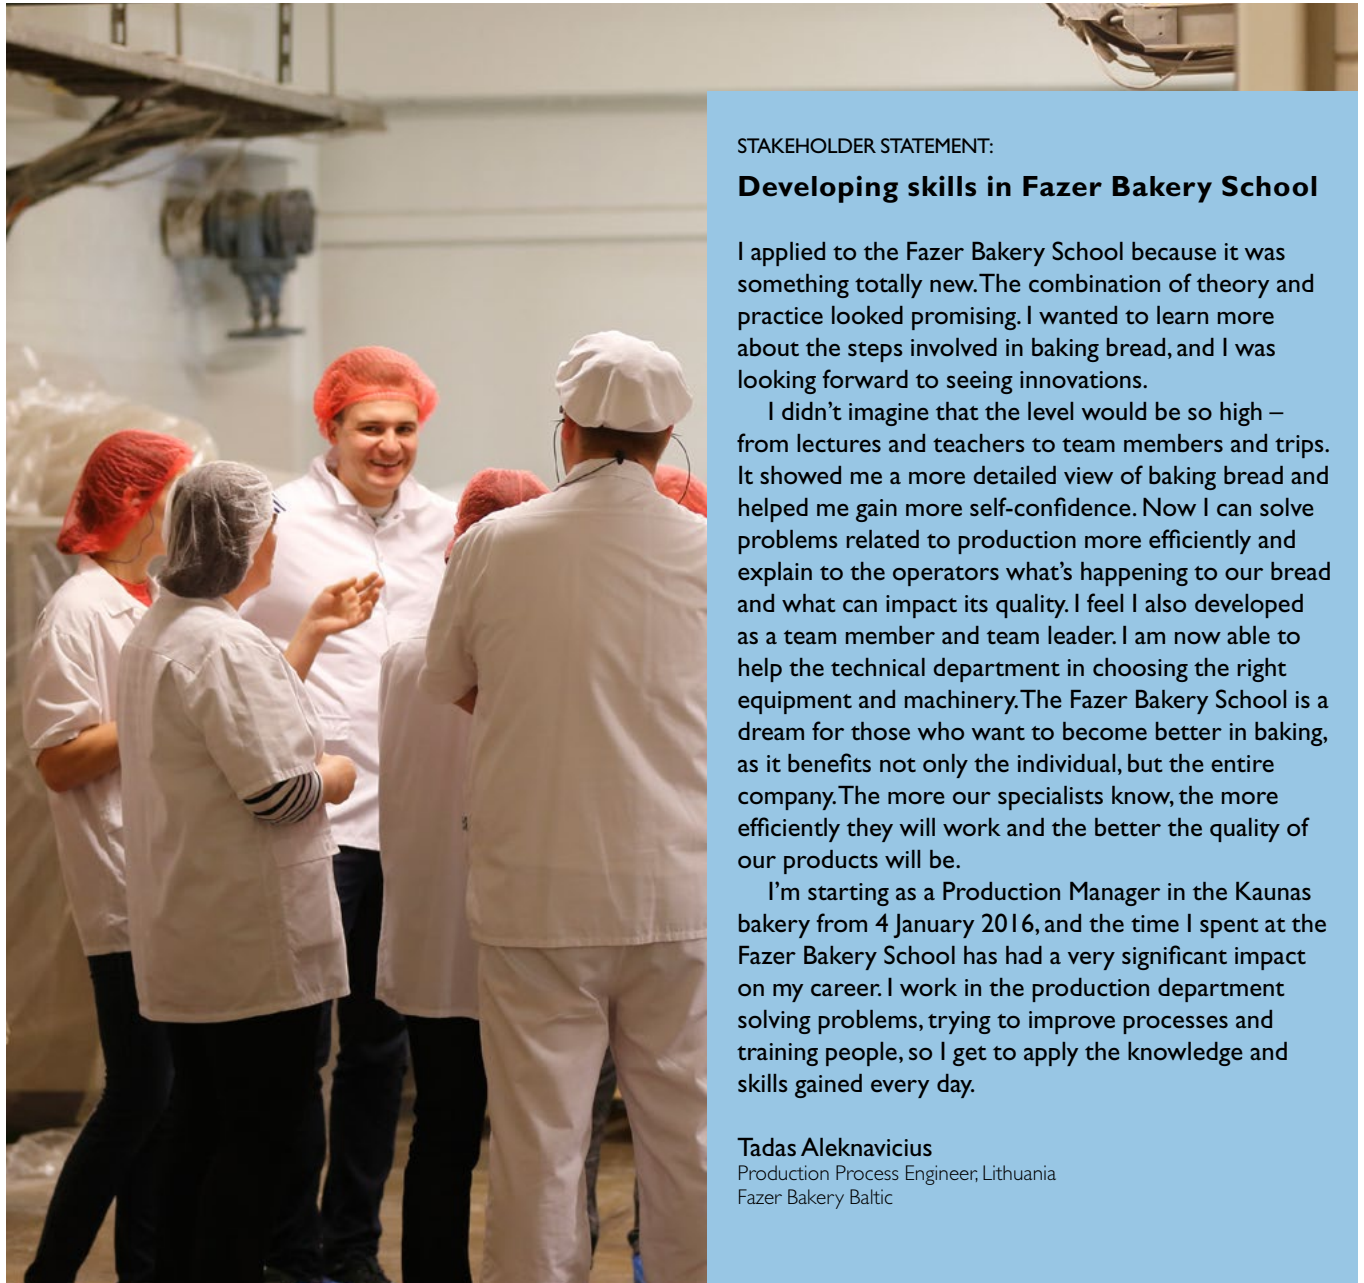 STAKEHOLDER STATEMENT:
Developing skills in Fazer Bakery School
I applied to the Fazer Bakery School because it was
something totally new. The combination of theory and
practice looked promising. I wanted to learn more
about the steps involved in baking bread, and I was
looking forward to seeing innovations.
I didn’t imagine that the level would be so high –
from lectures and teachers to team members and trips.
It showed me a more detailed view of baking bread and
helped me gain more self-confidence. Now I can solve
problems related to production more efficiently and
explain to the operators what’s happening to our bread
and what can impact its quality. I feel I also developed
as a team member and team leader. I am now able to
help the technical department in choosing the right
equipment and machinery. The Fazer Bakery School is a
dream for those who want to become better in baking,
as it benefits not only the individual, but the entire
company. The more our specialists know, the more
efficiently they will work and the better the quality of
our products will be.
I’m starting as a Production Manager in the Kaunas
bakery from 4 January 2016, and the time I spent at the
Fazer Bakery School has had a very significant impact
on my career. I work in the production department
solving problems, trying to improve processes and
training people, so I get to apply the knowledge and
skills gained every day.
Tadas Aleknavicius
Production Process Engineer, Lithuania
Fazer Bakery Baltic